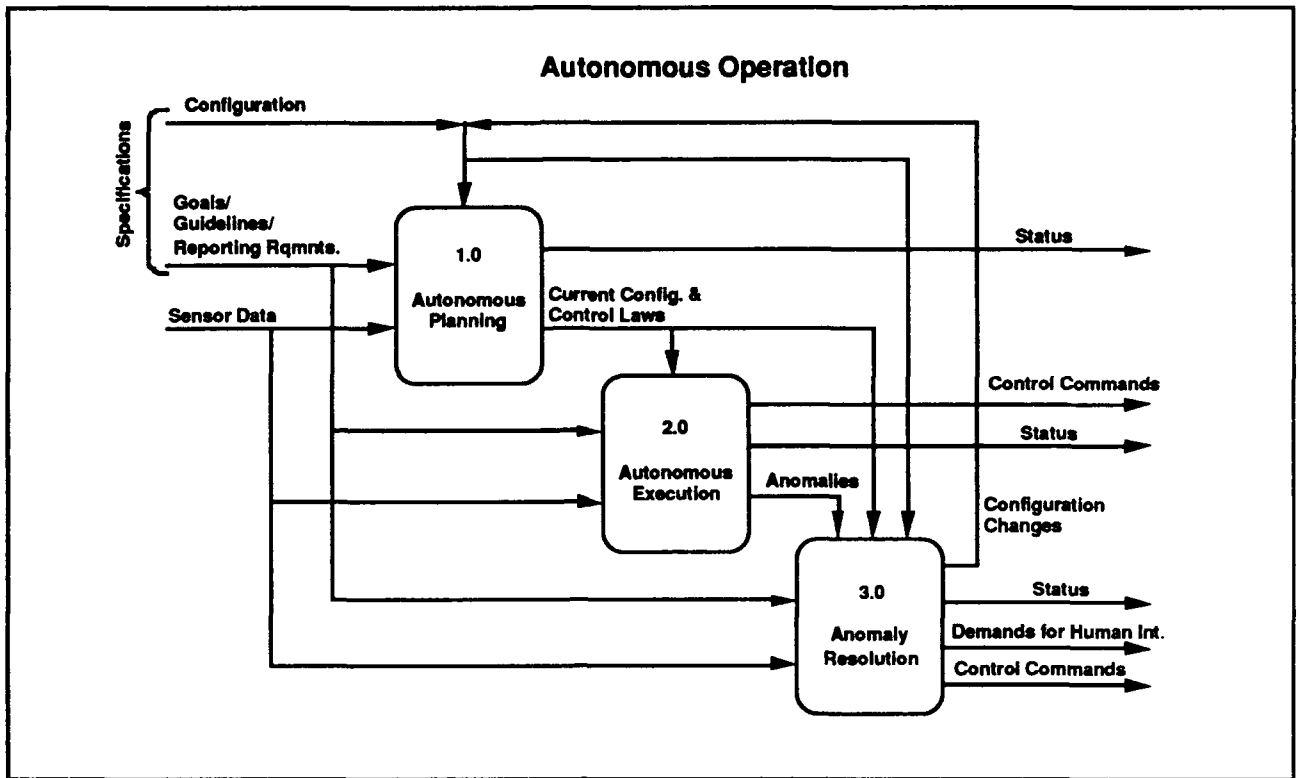 Autonomous Operation
Configuration
Specifications
Goals/
Guidelines/
Reporting Rqmnts.
Sensor Data
1.0
Autonomous
Planning
Status
Current Config. &
Control Laws
2.0
Autonomous
Execution
Control Commands
Status
Anomalies
Configuration
Changes
3.0
Anomaly
Resolution
Status
Demands for Human Int.
Control Commands